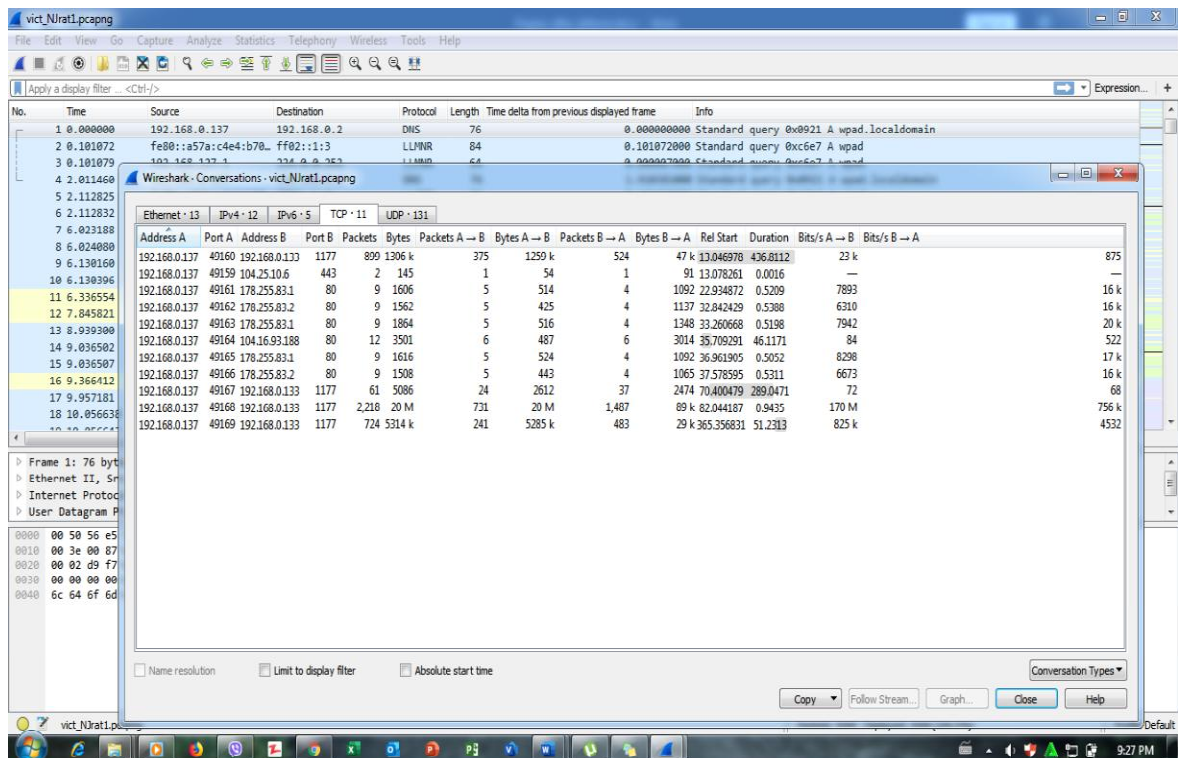 vict_NJrat1.pcapng
File Edit View Go Capture Analyze Statistics Telephony Wireless Tools Help
Apply a display filter ... <Ctrl-/>
Expression... +
No. Time Source Destination Protocol Length Time delta from previous displayed frame Info
1 0.000000 192.168.0.137 192.168.0.2 DNS 76 0.000000000 Standard query 0x0921 A wpad.localdomain
2 0.101072 fe80::a57a:c4e4:b70… ff02::1:3 LLMNR 84 0.101072000 Standard query 0xc6e7 A wpad
3 0.101079 192.168.127.1 224.0.0.252 LLMNR 64 0.000007000 Standard query 0xc6e7 A wpad
4 2.011460
5 2.112825
6 2.112832
7 6.023188
8 6.024080
9 6.130160
10 6.130396
11 6.336554
12 7.845821
13 8.939300
14 9.036502
15 9.036507
16 9.366412
17 9.957181
18 10.056638
Wireshark · Conversations · vict_NJrat1.pcapng
Ethernet · 13 IPv4 · 12 IPv6 · 5 TCP · 11 UDP · 131
Address A Port A Address B Port B Packets Bytes Packets A → B Bytes A → B Packets B → A Bytes B → A Rel Start Duration Bits/s A → B Bits/s B → A
192.168.0.137 49160 192.168.0.133 1177 899 1306 k 375 1259 k 524 47 k 13.046978 436.8112 23 k 875
192.168.0.137 49159 104.25.10.6 443 2 145 1 54 1 91 13.078261 0.0016 — —
192.168.0.137 49161 178.255.83.1 80 9 1606 5 514 4 1092 22.934872 0.5209 7893 16 k
192.168.0.137 49162 178.255.83.2 80 9 1562 5 425 4 1137 32.842429 0.5388 6310 16 k
192.168.0.137 49163 178.255.83.1 80 9 1864 5 516 4 1348 33.260668 0.5198 7942 20 k
192.168.0.137 49164 104.16.93.188 80 12 3501 6 487 6 3014 35.709291 46.1171 84 522
192.168.0.137 49165 178.255.83.1 80 9 1616 5 524 4 1092 36.961905 0.5052 8298 17 k
192.168.0.137 49166 178.255.83.2 80 9 1508 5 443 4 1065 37.578595 0.5311 6673 16 k
192.168.0.137 49167 192.168.0.133 1177 61 5086 24 2612 37 2474 70.400479 289.0471 72 68
192.168.0.137 49168 192.168.0.133 1177 2,218 20 M 731 20 M 1,487 89 k 82.044187 0.9435 170 M 756 k
192.168.0.137 49169 192.168.0.133 1177 724 5314 k 241 5285 k 483 29 k 365.356831 51.2313 825 k 4532
Name resolution Limit to display filter Absolute start time Conversation Types
Copy Follow Stream... Graph... Close Help
Frame 1: 76 byt
Ethernet II, Sr
Internet Protoc
User Datagram P
0000 00 50 56 e5
0010 00 3e 00 87
0020 00 02 d9 f7
0030 00 00 00 00
0040 6c 64 6f 6d
vict_NJrat1.pc
Default
9:27 PM